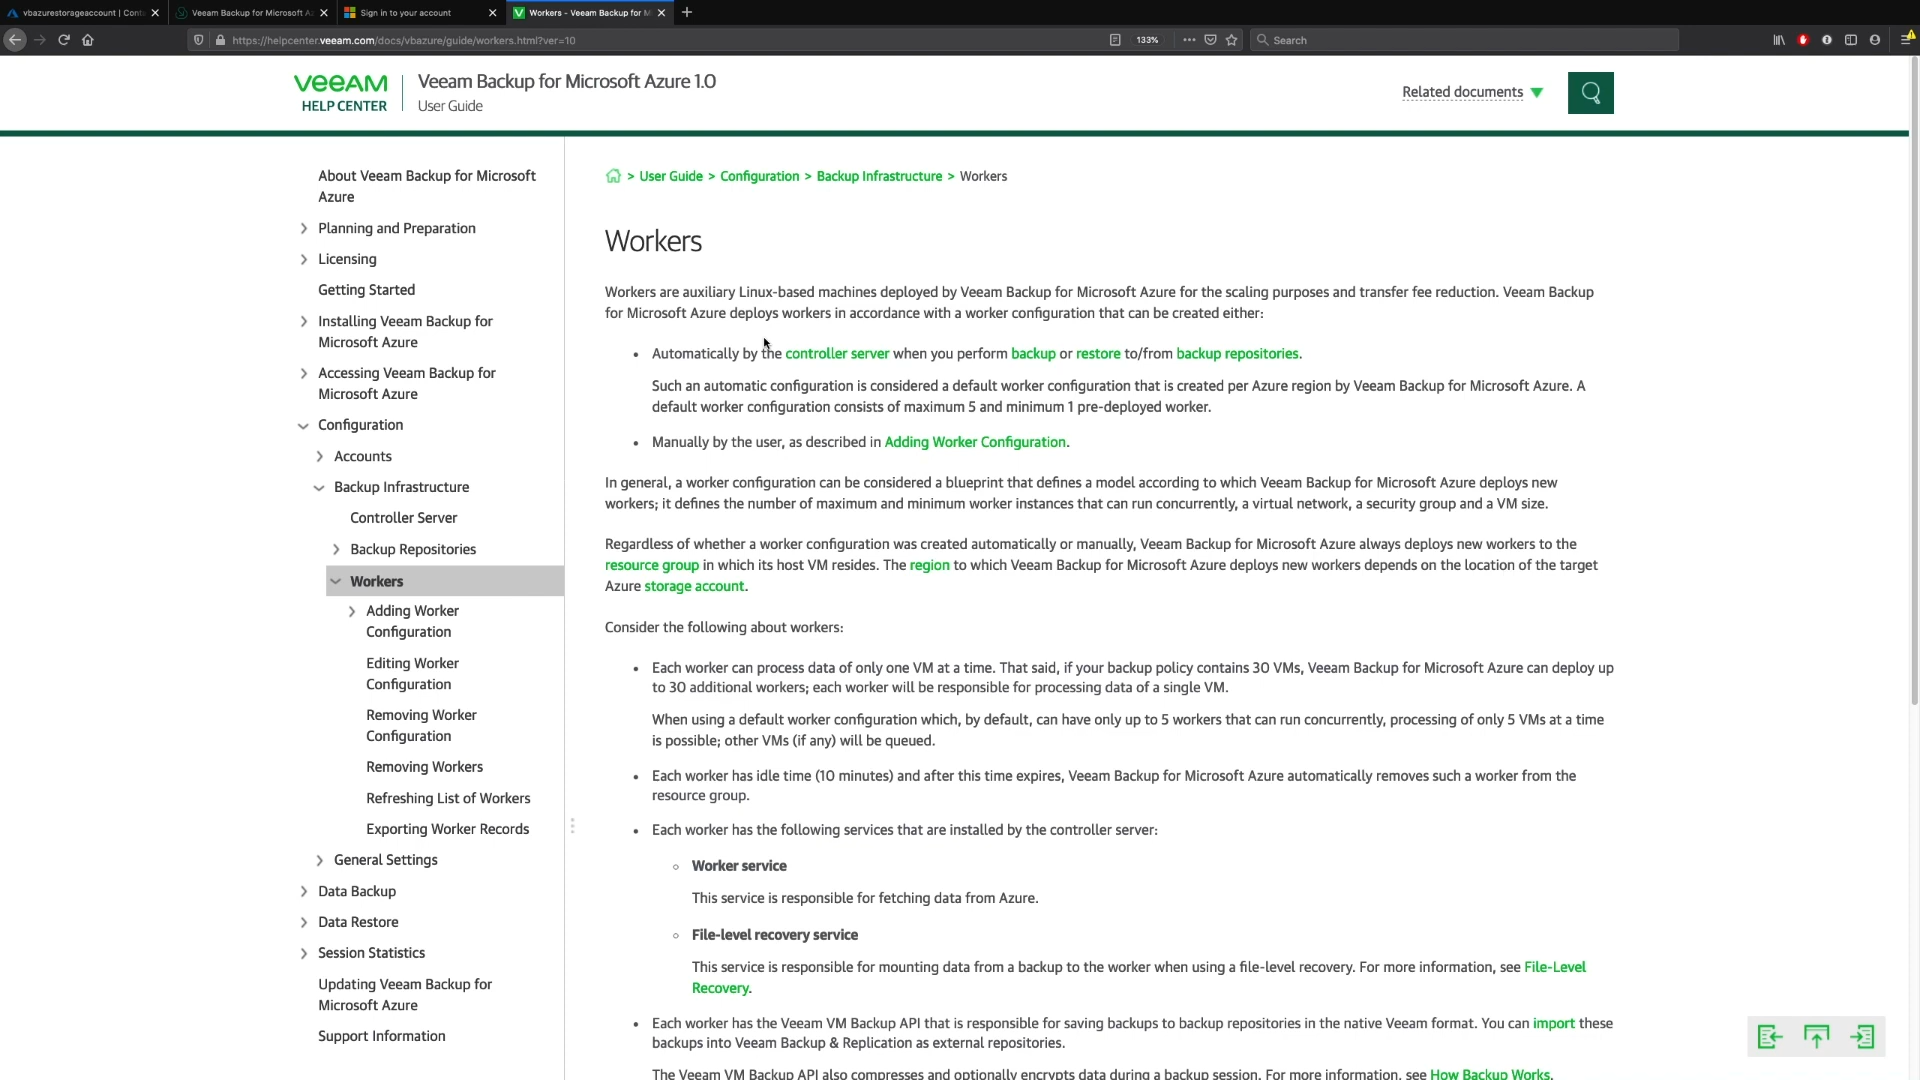 vbazurestorageaccount | Cont
Veeam Backup for Microsoft Az
Sign in to your account
Workers - Veeam Backup for M
https://helpcenter.veeam.com/docs/vbazure/guide/workers.html?ver=10
133%
Search
veeam
HELP CENTER
Veeam Backup for Microsoft Azure 1.0
User Guide
Related documents
About Veeam Backup for Microsoft
Azure
Planning and Preparation
Licensing
Getting Started
Installing Veeam Backup for
Microsoft Azure
Accessing Veeam Backup for
Microsoft Azure
Configuration
Accounts
Backup Infrastructure
Controller Server
Backup Repositories
Workers
Adding Worker
Configuration
Editing Worker
Configuration
Removing Worker
Configuration
Removing Workers
Refreshing List of Workers
Exporting Worker Records
General Settings
Data Backup
Data Restore
Session Statistics
Updating Veeam Backup for
Microsoft Azure
Support Information
> User Guide > Configuration > Backup Infrastructure > Workers
Workers
Workers are auxiliary Linux-based machines deployed by Veeam Backup for Microsoft Azure for the scaling purposes and transfer fee reduction. Veeam Backup
for Microsoft Azure deploys workers in accordance with a worker configuration that can be created either:
• Automatically by the controller server when you perform backup or restore to/from backup repositories.
Such an automatic configuration is considered a default worker configuration that is created per Azure region by Veeam Backup for Microsoft Azure. A
default worker configuration consists of maximum 5 and minimum 1 pre-deployed worker.
• Manually by the user, as described in Adding Worker Configuration.
In general, a worker configuration can be considered a blueprint that defines a model according to which Veeam Backup for Microsoft Azure deploys new
workers; it defines the number of maximum and minimum worker instances that can run concurrently, a virtual network, a security group and a VM size.
Regardless of whether a worker configuration was created automatically or manually, Veeam Backup for Microsoft Azure always deploys new workers to the
resource group in which its host VM resides. The region to which Veeam Backup for Microsoft Azure deploys new workers depends on the location of the target
Azure storage account.
Consider the following about workers:
• Each worker can process data of only one VM at a time. That said, if your backup policy contains 30 VMs, Veeam Backup for Microsoft Azure can deploy up
to 30 additional workers; each worker will be responsible for processing data of a single VM.
When using a default worker configuration which, by default, can have only up to 5 workers that can run concurrently, processing of only 5 VMs at a time
is possible; other VMs (if any) will be queued.
• Each worker has idle time (10 minutes) and after this time expires, Veeam Backup for Microsoft Azure automatically removes such a worker from the
resource group.
• Each worker has the following services that are installed by the controller server:
Worker service
This service is responsible for fetching data from Azure.
File-level recovery service
This service is responsible for mounting data from a backup to the worker when using a file-level recovery. For more information, see File-Level
Recovery.
• Each worker has the Veeam VM Backup API that is responsible for saving backups to backup repositories in the native Veeam format. You can import these
backups into Veeam Backup & Replication as external repositories.
The Veeam VM Backup API also compresses and optionally encrypts data during a backup session. For more information, see How Backup Works.